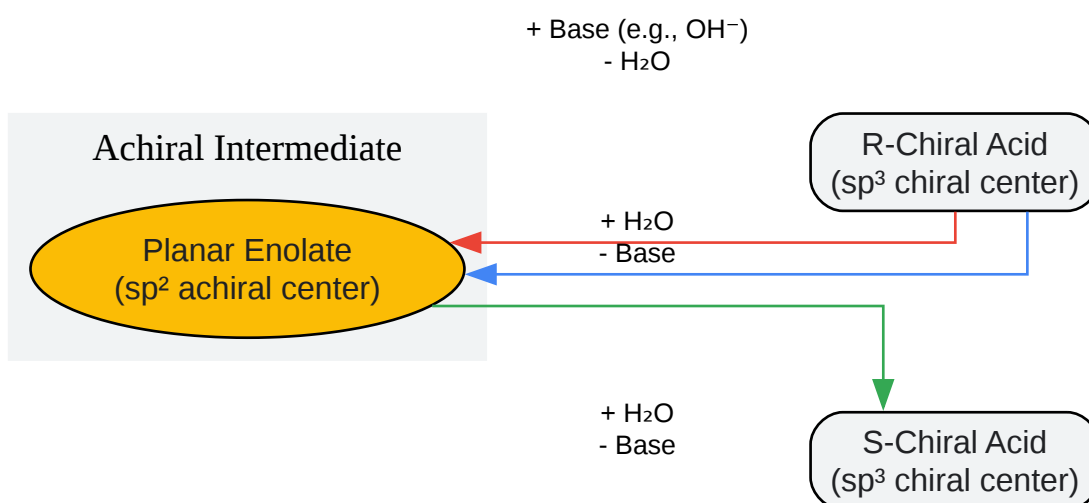 + Base (e.g., OH⁻)
- H₂O
Achiral Intermediate
R-Chiral Acid
(sp³ chiral center)
+ H₂O
- Base
Planar Enolate
(sp² achiral center)
+ H₂O
- Base
S-Chiral Acid
(sp³ chiral center)